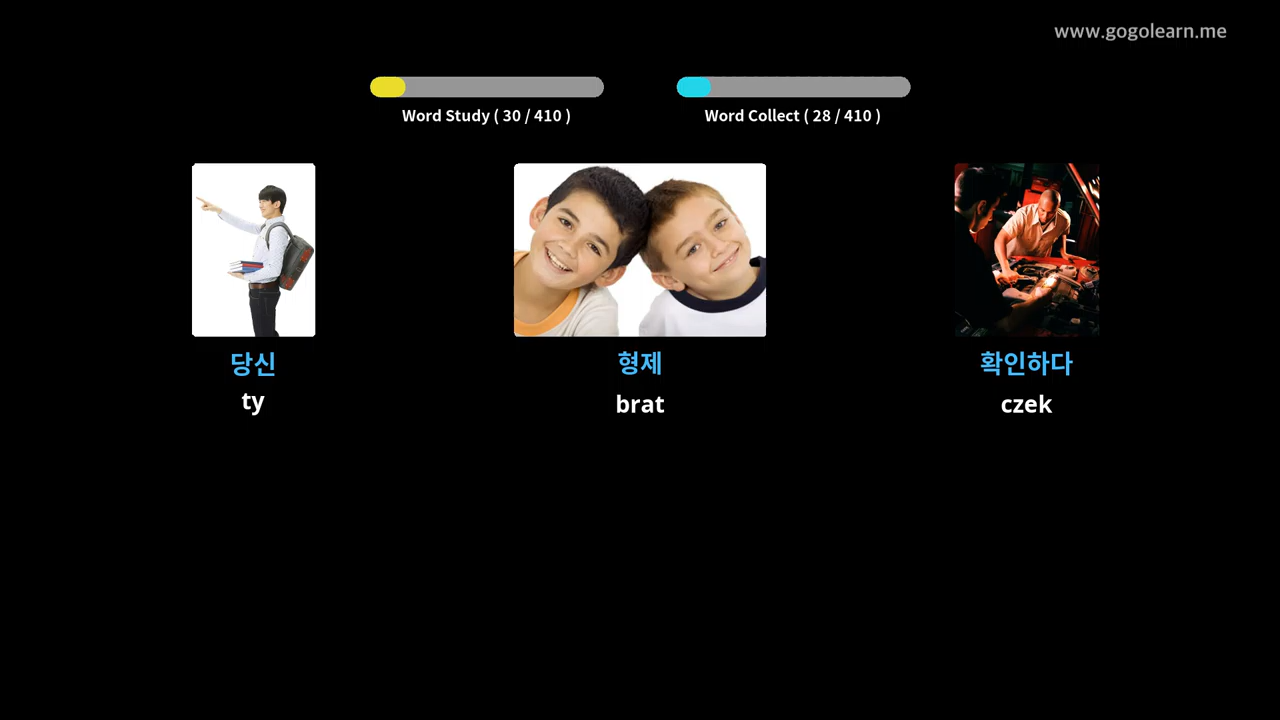 www.gogolearn.me
Word Study ( 30 / 410 )
Word Collect ( 28 / 410 )
당신
형제
확인하다
ty
brat
czek